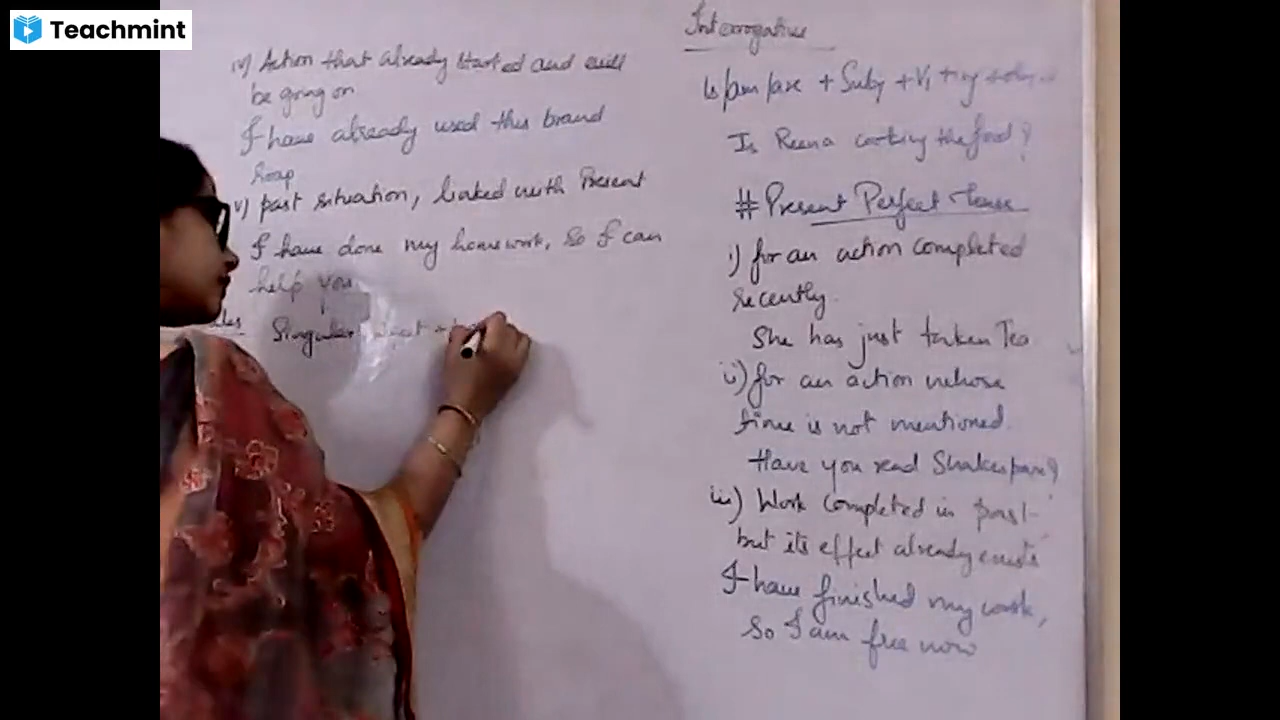 Teachmint
iv) Action that already started and will
be going on
I have already used this brand
Soap
v) past situation, linked with Present
I have done my homework, so I can
help you
Singular
Interrogative
Is/am/are + Subj + V1 + ing + obj
Is Reena cooking the food?
# Present Perfect Tense
i) for an action completed
recently.
She has just taken Tea
ii) for an action whose
time is not mentioned.
Have you read Shakespare?
iii) Work completed in past
but its effect already exists
I have finished my work,
So I am free now